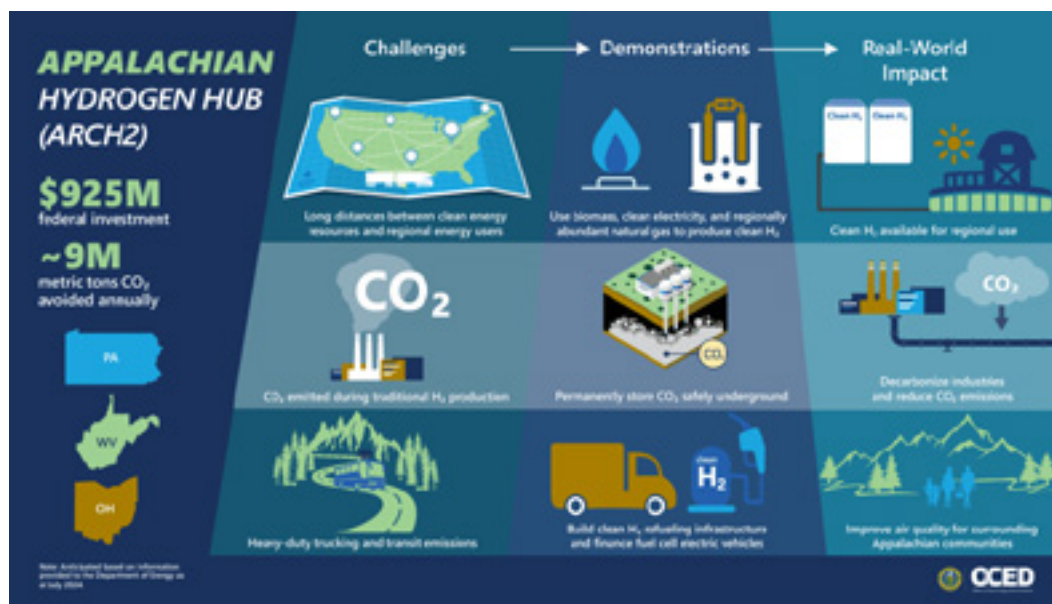 APPALACHIAN
HYDROGEN HUB
(ARCH2)
$925M
federal investment
~9M
metric tons CO₂
avoided annually
PA
WV
OH
Note: Anticipated based on information
provided to the Department of Energy as
of July 2024.
Challenges
Demonstrations
Real-World
Impact
Long distances between clean energy
resources and regional energy users
Use biomass, clean electricity, and regionally
abundant natural gas to produce clean H₂
Clean H₂
Clean H₂
Clean H₂ available for regional use
CO₂
CO₂ emitted during traditional H₂ production
CO₂
Permanently store CO₂ safely underground
CO₂
Decarbonize industries
and reduce CO₂ emissions
Heavy-duty trucking and transit emissions
clean
H₂
Build clean H₂ refueling infrastructure
and finance fuel cell electric vehicles
Improve air quality for surrounding
Appalachian communities
OCED